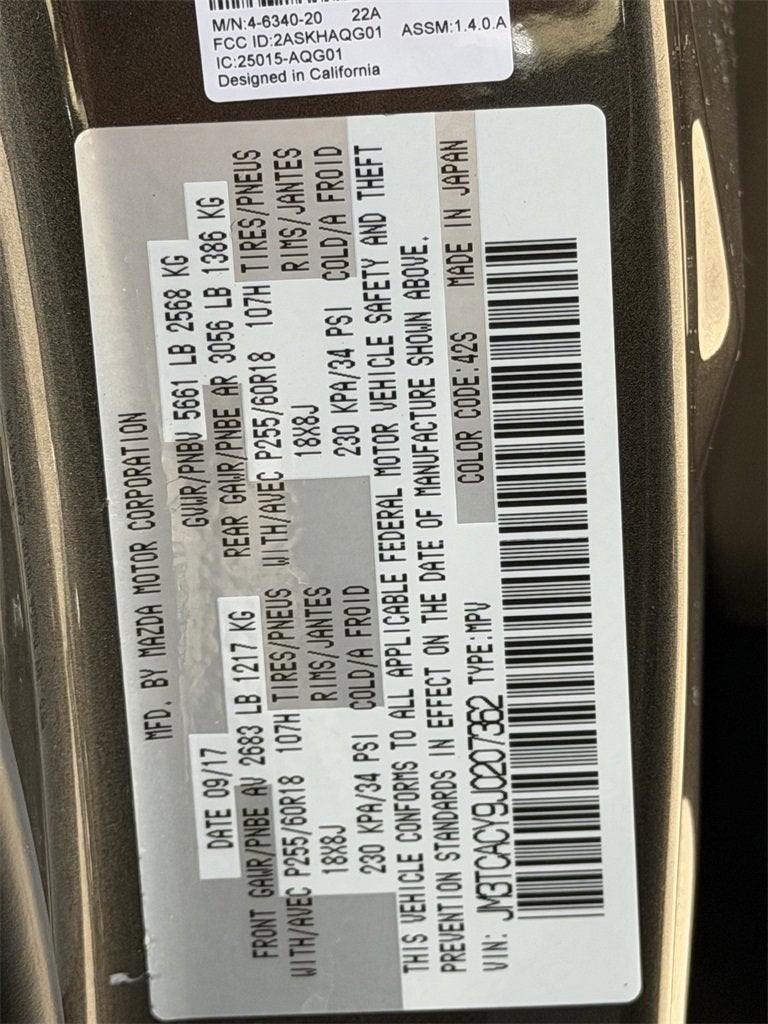 M/N:4-6340-20 22A
FCC ID:2ASKHAQG01 ASSM:1.4.0.A
IC:25015-AQG01
Designed in California
MFD. BY MAZDA MOTOR CORPORATION
DATE 09/17 GVWR/PNBV 5661 LB 2568 KG
FRONT GAWR/PNBE AV 2683 LB 1217 KG REAR GAWR/PNBE AR 3056 LB 1386 KG
WITH/AVEC P255/60R18 107H TIRES/PNEUS WITH/AVEC P255/60R18 107H TIRES/PNEUS
18X8J RIMS/JANTES 18X8J RIMS/JANTES
230 KPA/34 PSI COLD/A FROID 230 KPA/34 PSI COLD/A FROID
THIS VEHICLE CONFORMS TO ALL APPLICABLE FEDERAL MOTOR VEHICLE SAFETY AND THEFT
PREVENTION STANDARDS IN EFFECT ON THE DATE OF MANUFACTURE SHOWN ABOVE.
VIN: JM3TCACY9J0207362 TYPE:MPV COLOR CODE:42S MADE IN JAPAN